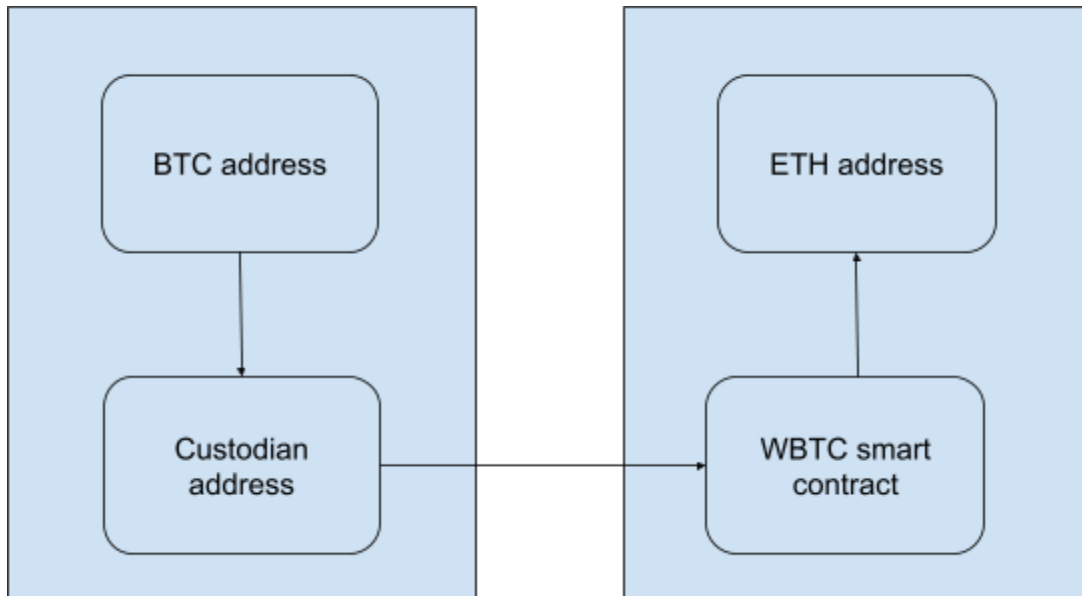 BTC address
ETH address
Custodian
address
WBTC smart
contract